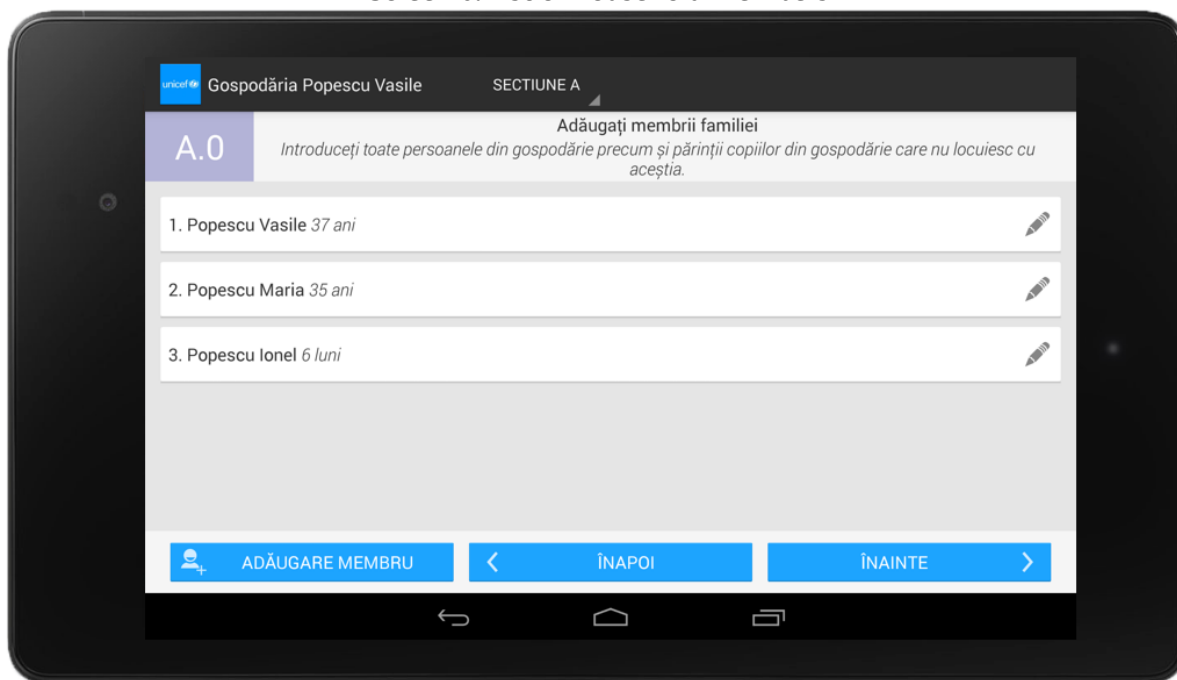 unicef
Gospodăria Popescu Vasile
SECTIUNE A
A.0
Adăugați membrii familiei
Introduceți toate persoanele din gospodărie precum și părinții copiilor din gospodărie care nu locuiesc cu
aceștia.
1. Popescu Vasile 37 ani
2. Popescu Maria 35 ani
3. Popescu Ionel 6 luni
ADĂUGARE MEMBRU
ÎNAPOI
ÎNAINTE